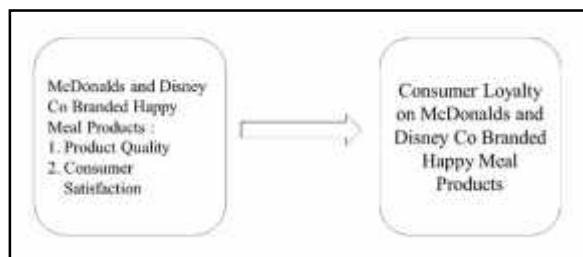 McDonalds and Disney
Co Branded Happy
Meal Products :
1. Product Quality
2. Consumer
Satisfaction
Consumer Loyalty
on McDonalds and
Disney Co Branded
Happy Meal
Products